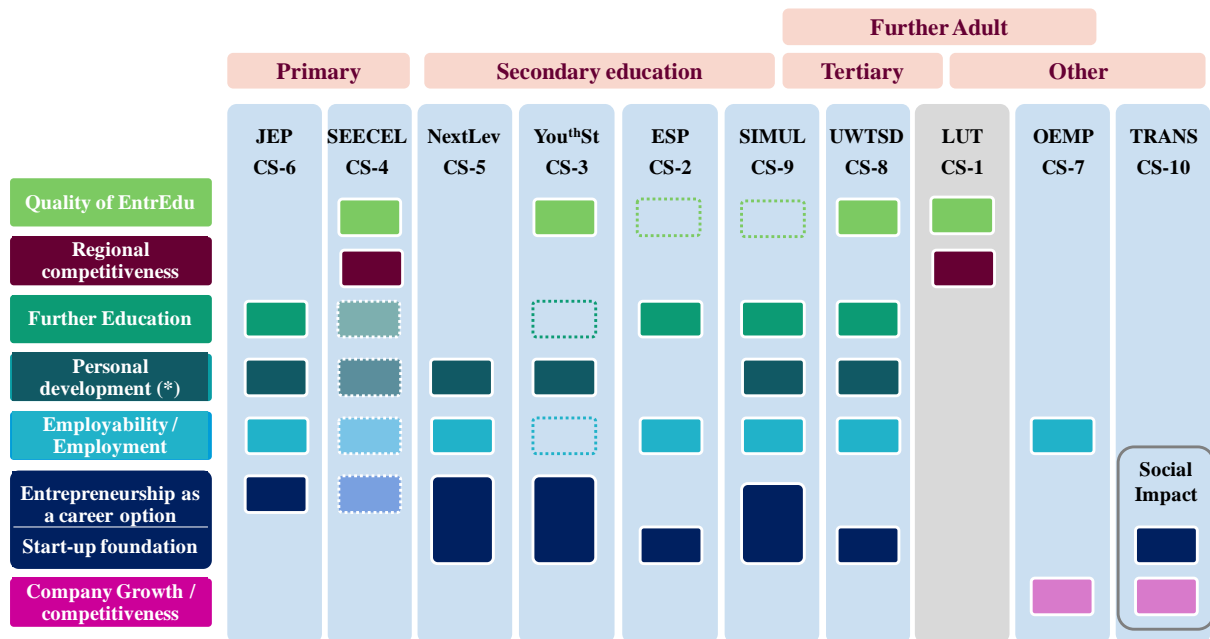 Further Adult
Primary
Secondary education
Tertiary
Other
JEP
CS-6
SEECEL
CS-4
NextLev
CS-5
YouᵗʰSt
CS-3
ESP
CS-2
SIMUL
CS-9
UWTSD
CS-8
LUT
CS-1
OEMP
CS-7
TRANS
CS-10
Quality of EntrEdu
Regional
competitiveness
Further Education
Personal
development (*)
Employability /
Employment
Entrepreneurship as
a career option
Start-up foundation
Social
Impact
Company Growth /
competitiveness